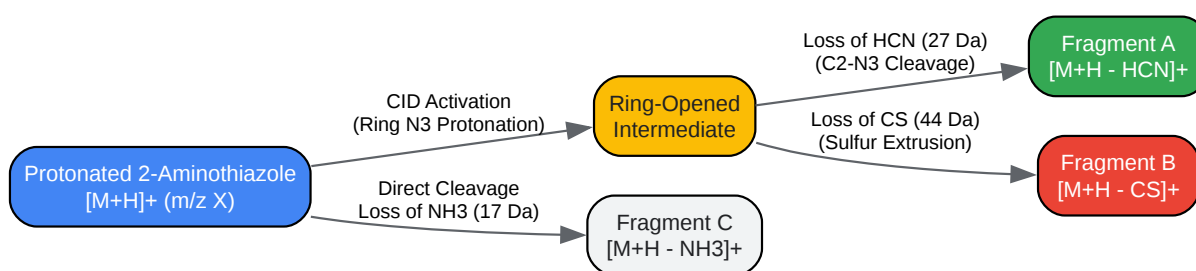 Protonated 2-Aminothiazole
[M+H]+ (m/z X)
CID Activation
(Ring N3 Protonation)
Direct Cleavage
Loss of NH3 (17 Da)
Ring-Opened
Intermediate
Fragment C
[M+H - NH3]+
Loss of HCN (27 Da)
(C2-N3 Cleavage)
Loss of CS (44 Da)
(Sulfur Extrusion)
Fragment A
[M+H - HCN]+
Fragment B
[M+H - CS]+